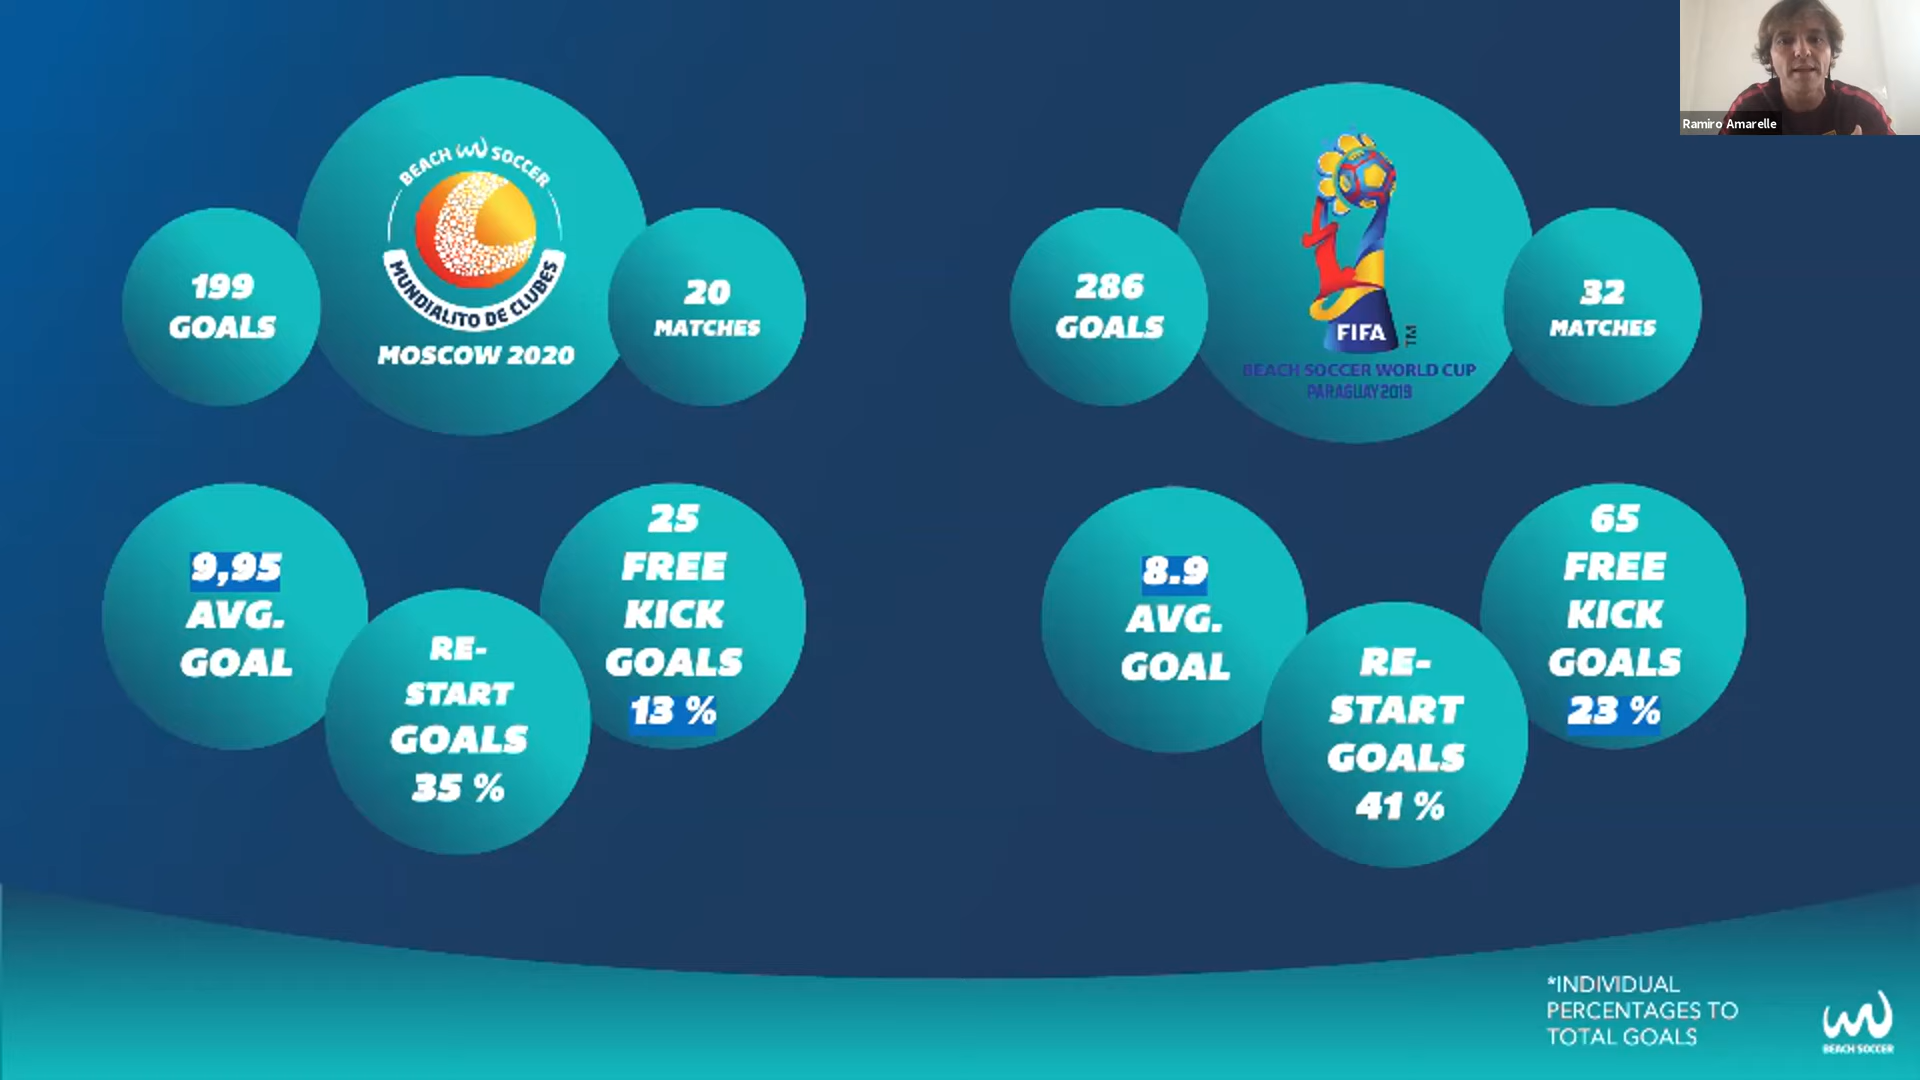 Ramiro Amarelle
BEACH SOCCER
MUNDIALITO DE CLUBES
MOSCOW 2020
199
GOALS
20
MATCHES
9,95
AVG.
GOAL
RE-
START
GOALS
35 %
25
FREE
KICK
GOALS
13 %
FIFA
TM
BEACH SOCCER WORLD CUP
PARAGUAY 2019
286
GOALS
32
MATCHES
8.9
AVG.
GOAL
RE-
START
GOALS
41 %
65
FREE
KICK
GOALS
23 %
*INDIVIDUAL
PERCENTAGES TO
TOTAL GOALS
BEACH SOCCER